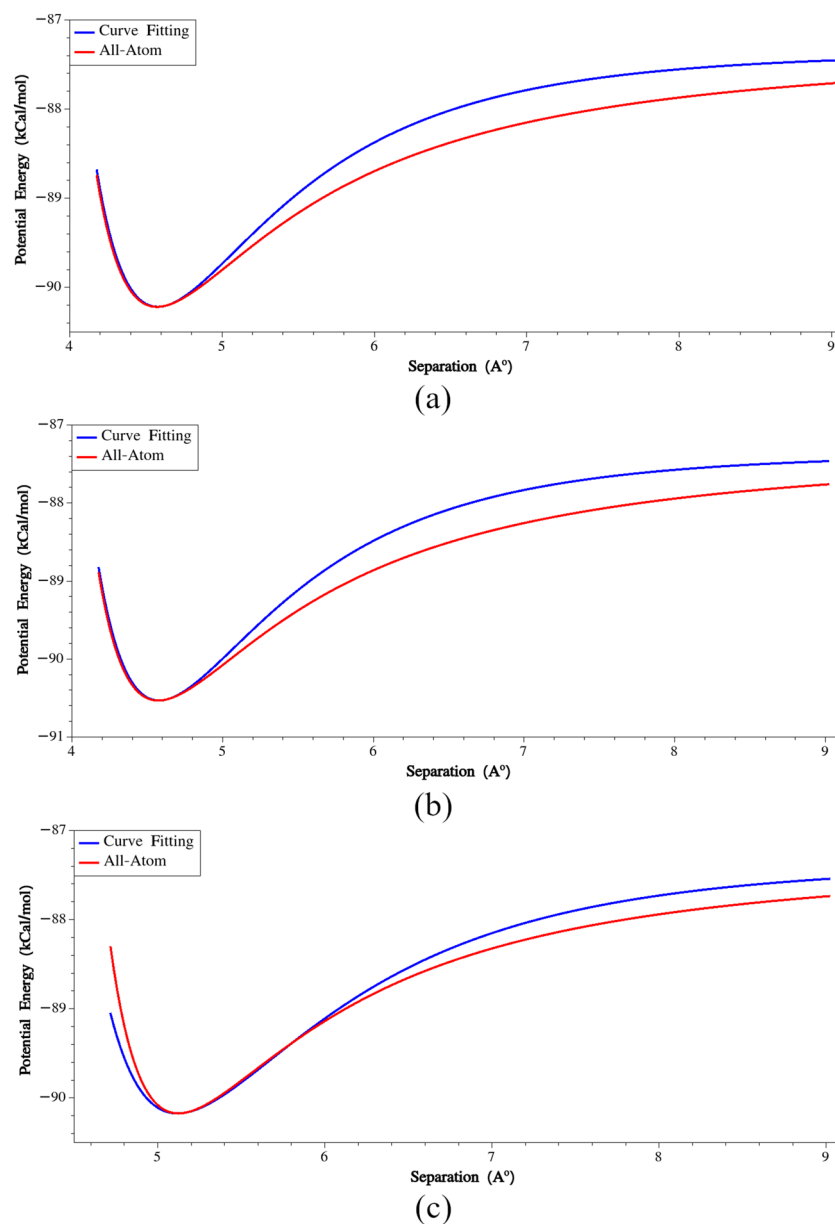 −87
Curve Fitting
All-Atom
−88
Potential Energy (kCal/mol)
−89
−90
4 5 6 7 8 9
Separation (Aº)
(a)
−87
Curve Fitting
All-Atom
−88
Potential Energy (kCal/mol)
−89
−90
−91
4 5 6 7 8 9
Separation (Aº)
(b)
−87
Curve Fitting
All-Atom
−88
Potential Energy (kCal/mol)
−89
−90
5 6 7 8 9
Separation (Aº)
(c)